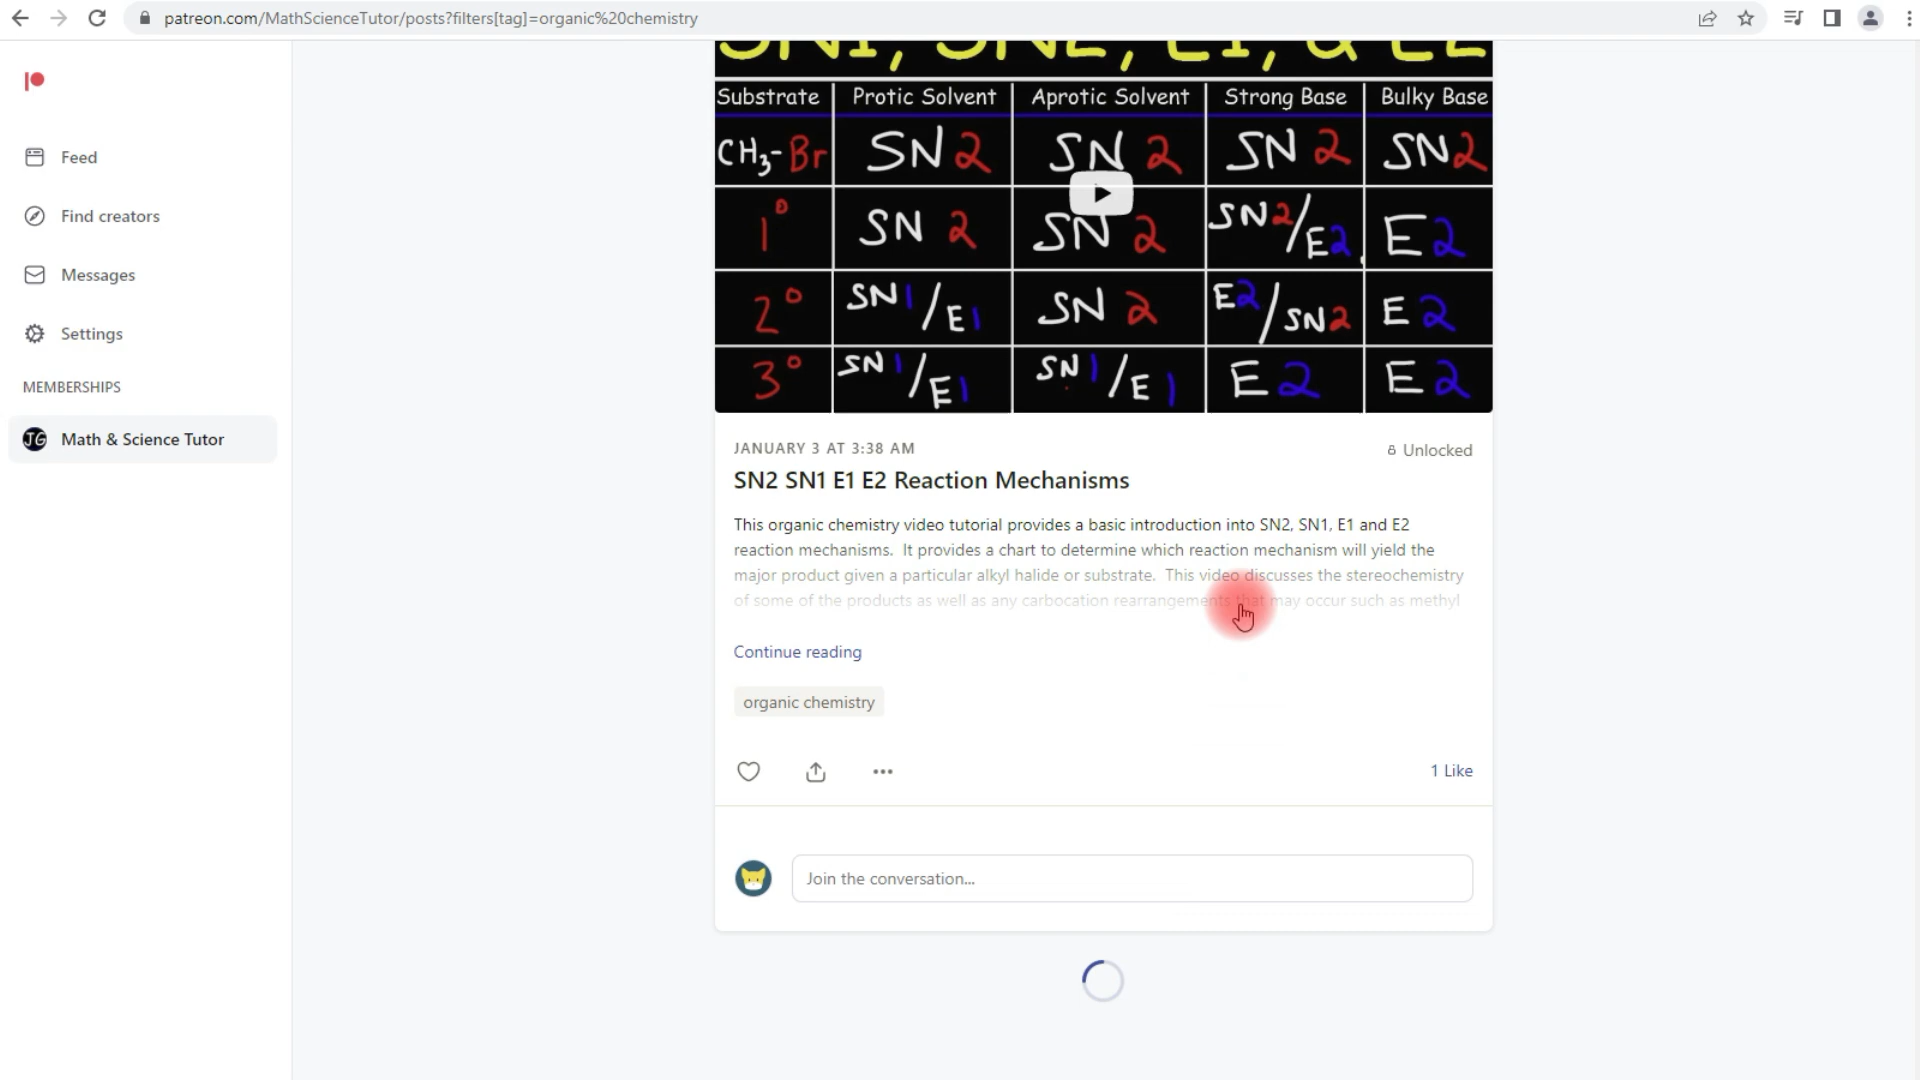 patreon.com/MathScienceTutor/posts?filters[tag]=organic%20chemistry
Feed
Find creators
Messages
Settings
MEMBERSHIPS
JG Math & Science Tutor
SN1, SN2, E1, & E2
Substrate Protic Solvent Aprotic Solvent Strong Base Bulky Base
CH3-Br SN2 SN2 SN2 SN2
1° SN2 SN2 SN2/E2 E2
2° SN1/E1 SN2 E2/SN2 E2
3° SN1/E1 SN1/E1 E2 E2
JANUARY 3 AT 3:38 AM
Unlocked
SN2 SN1 E1 E2 Reaction Mechanisms
This organic chemistry video tutorial provides a basic introduction into SN2, SN1, E1 and E2
reaction mechanisms. It provides a chart to determine which reaction mechanism will yield the
major product given a particular alkyl halide or substrate. This video discusses the stereochemistry
of some of the products as well as any carbocation rearrangements that may occur such as methyl
Continue reading
organic chemistry
1 Like
Join the conversation...